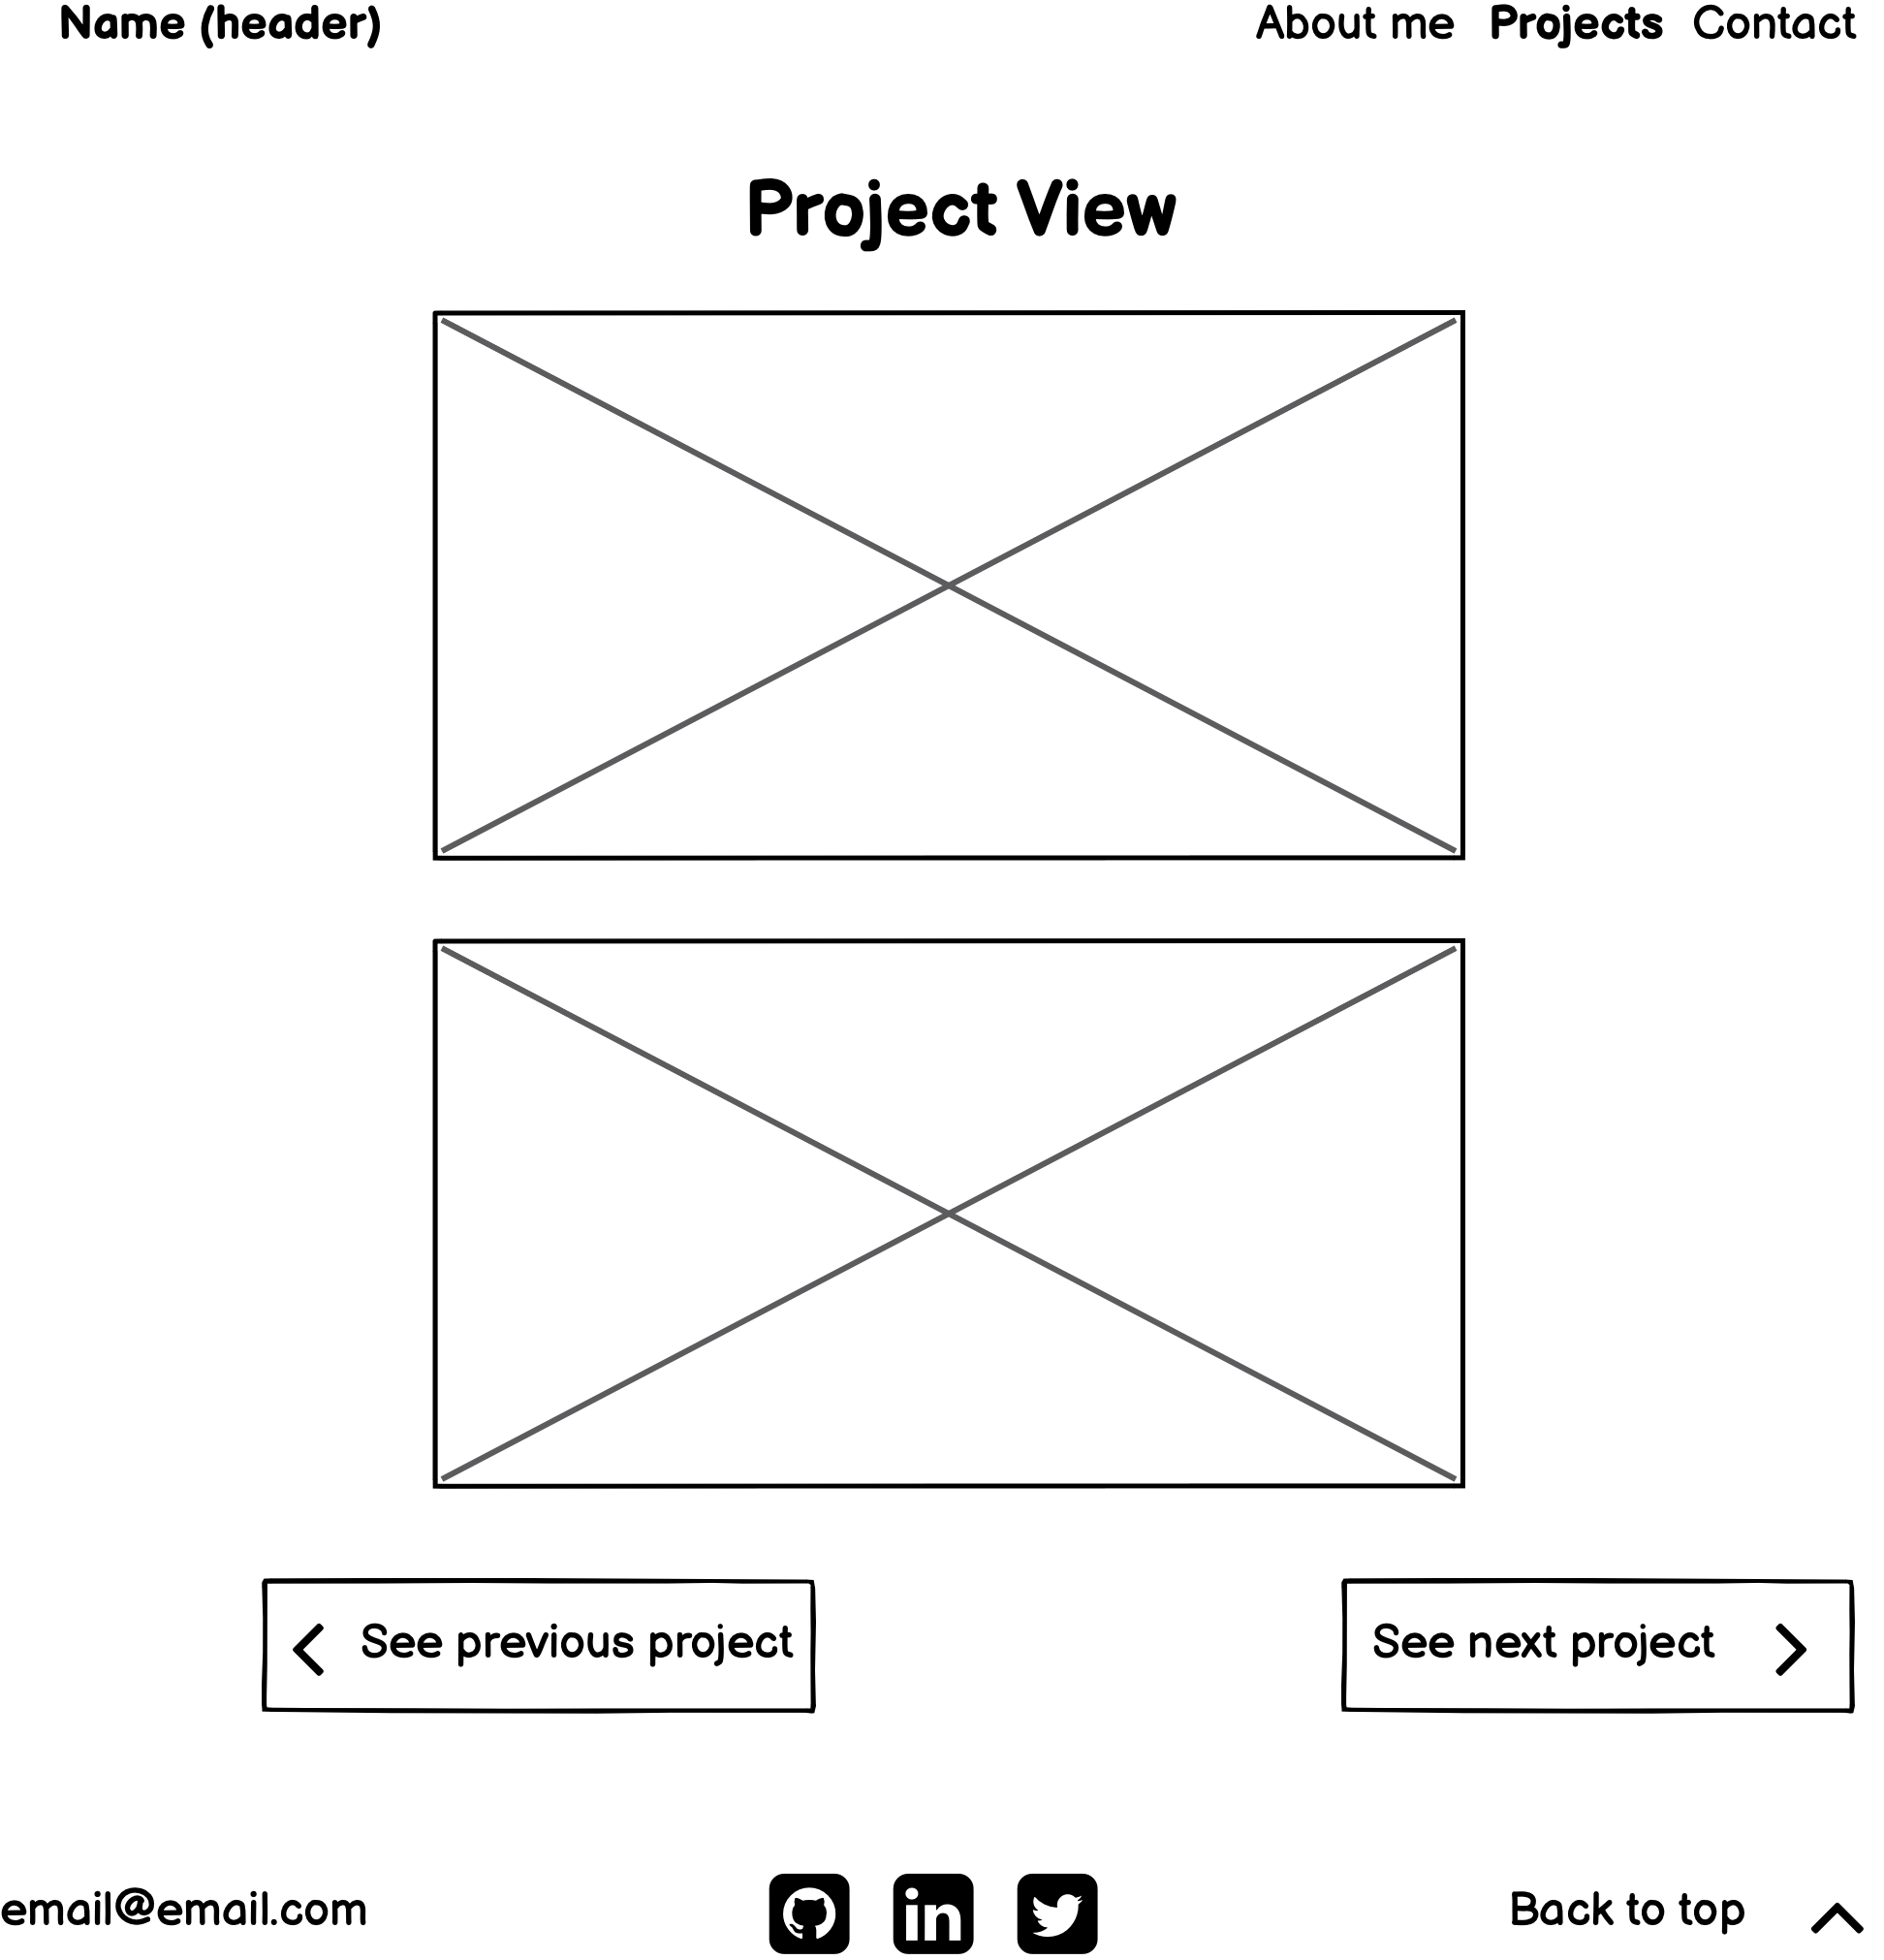 Name (header) About me Projects Contact
Project View
See previous project
See next project
email@email.com in Back to top